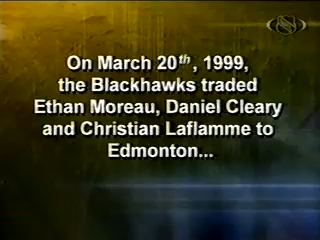 On March 20th, 1999,
the Blackhawks traded
Ethan Moreau, Daniel Cleary
and Christian Laflamme to
Edmonton...